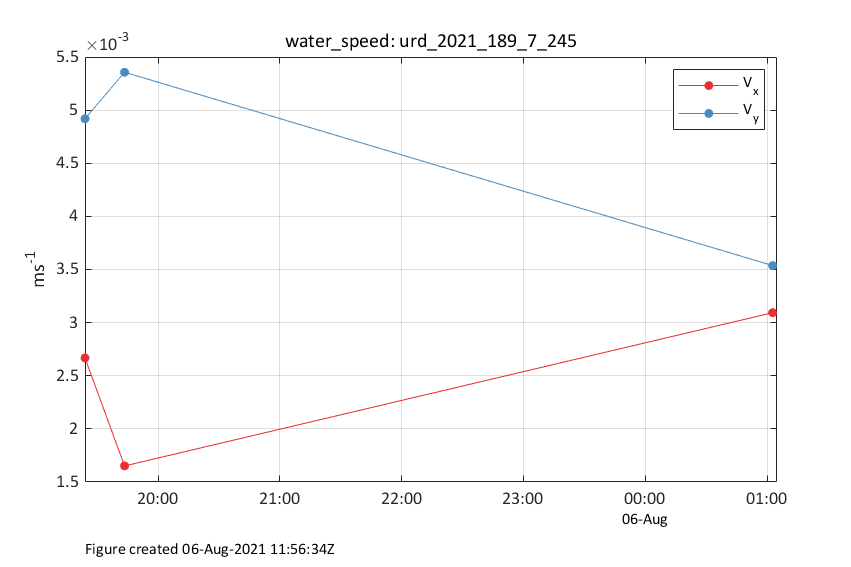 water_speed: urd_2021_189_7_245
×10-3
5.5
5
4.5
4
3.5
3
2.5
2
1.5
ms-1
Vx
Vy
20:00 21:00 22:00 23:00 00:00 01:00
06-Aug
Figure created 06-Aug-2021 11:56:34Z